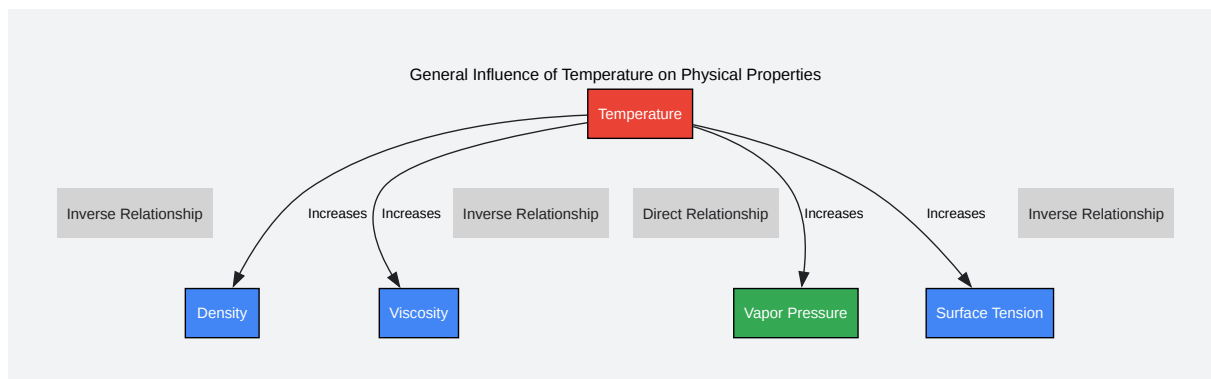 General Influence of Temperature on Physical Properties
Temperature
Inverse Relationship
Increases
Increases
Inverse Relationship
Direct Relationship
Increases
Increases
Inverse Relationship
Density
Viscosity
Vapor Pressure
Surface Tension